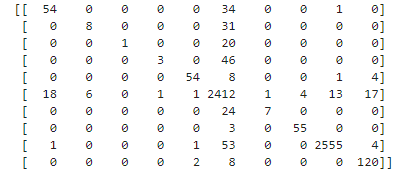 [[ 54 0 0 0 0 34 0 0 1 0]
[ 0 8 0 0 0 31 0 0 0 0]
[ 0 0 1 0 0 20 0 0 0 0]
[ 0 0 0 3 0 46 0 0 0 0]
[ 0 0 0 0 54 8 0 0 1 4]
[ 18 6 0 1 1 2412 1 4 13 17]
[ 0 0 0 0 0 24 7 0 0 0]
[ 0 0 0 0 0 3 0 55 0 0]
[ 1 0 0 0 1 53 0 0 2555 4]
[ 0 0 0 0 2 8 0 0 0 120]]